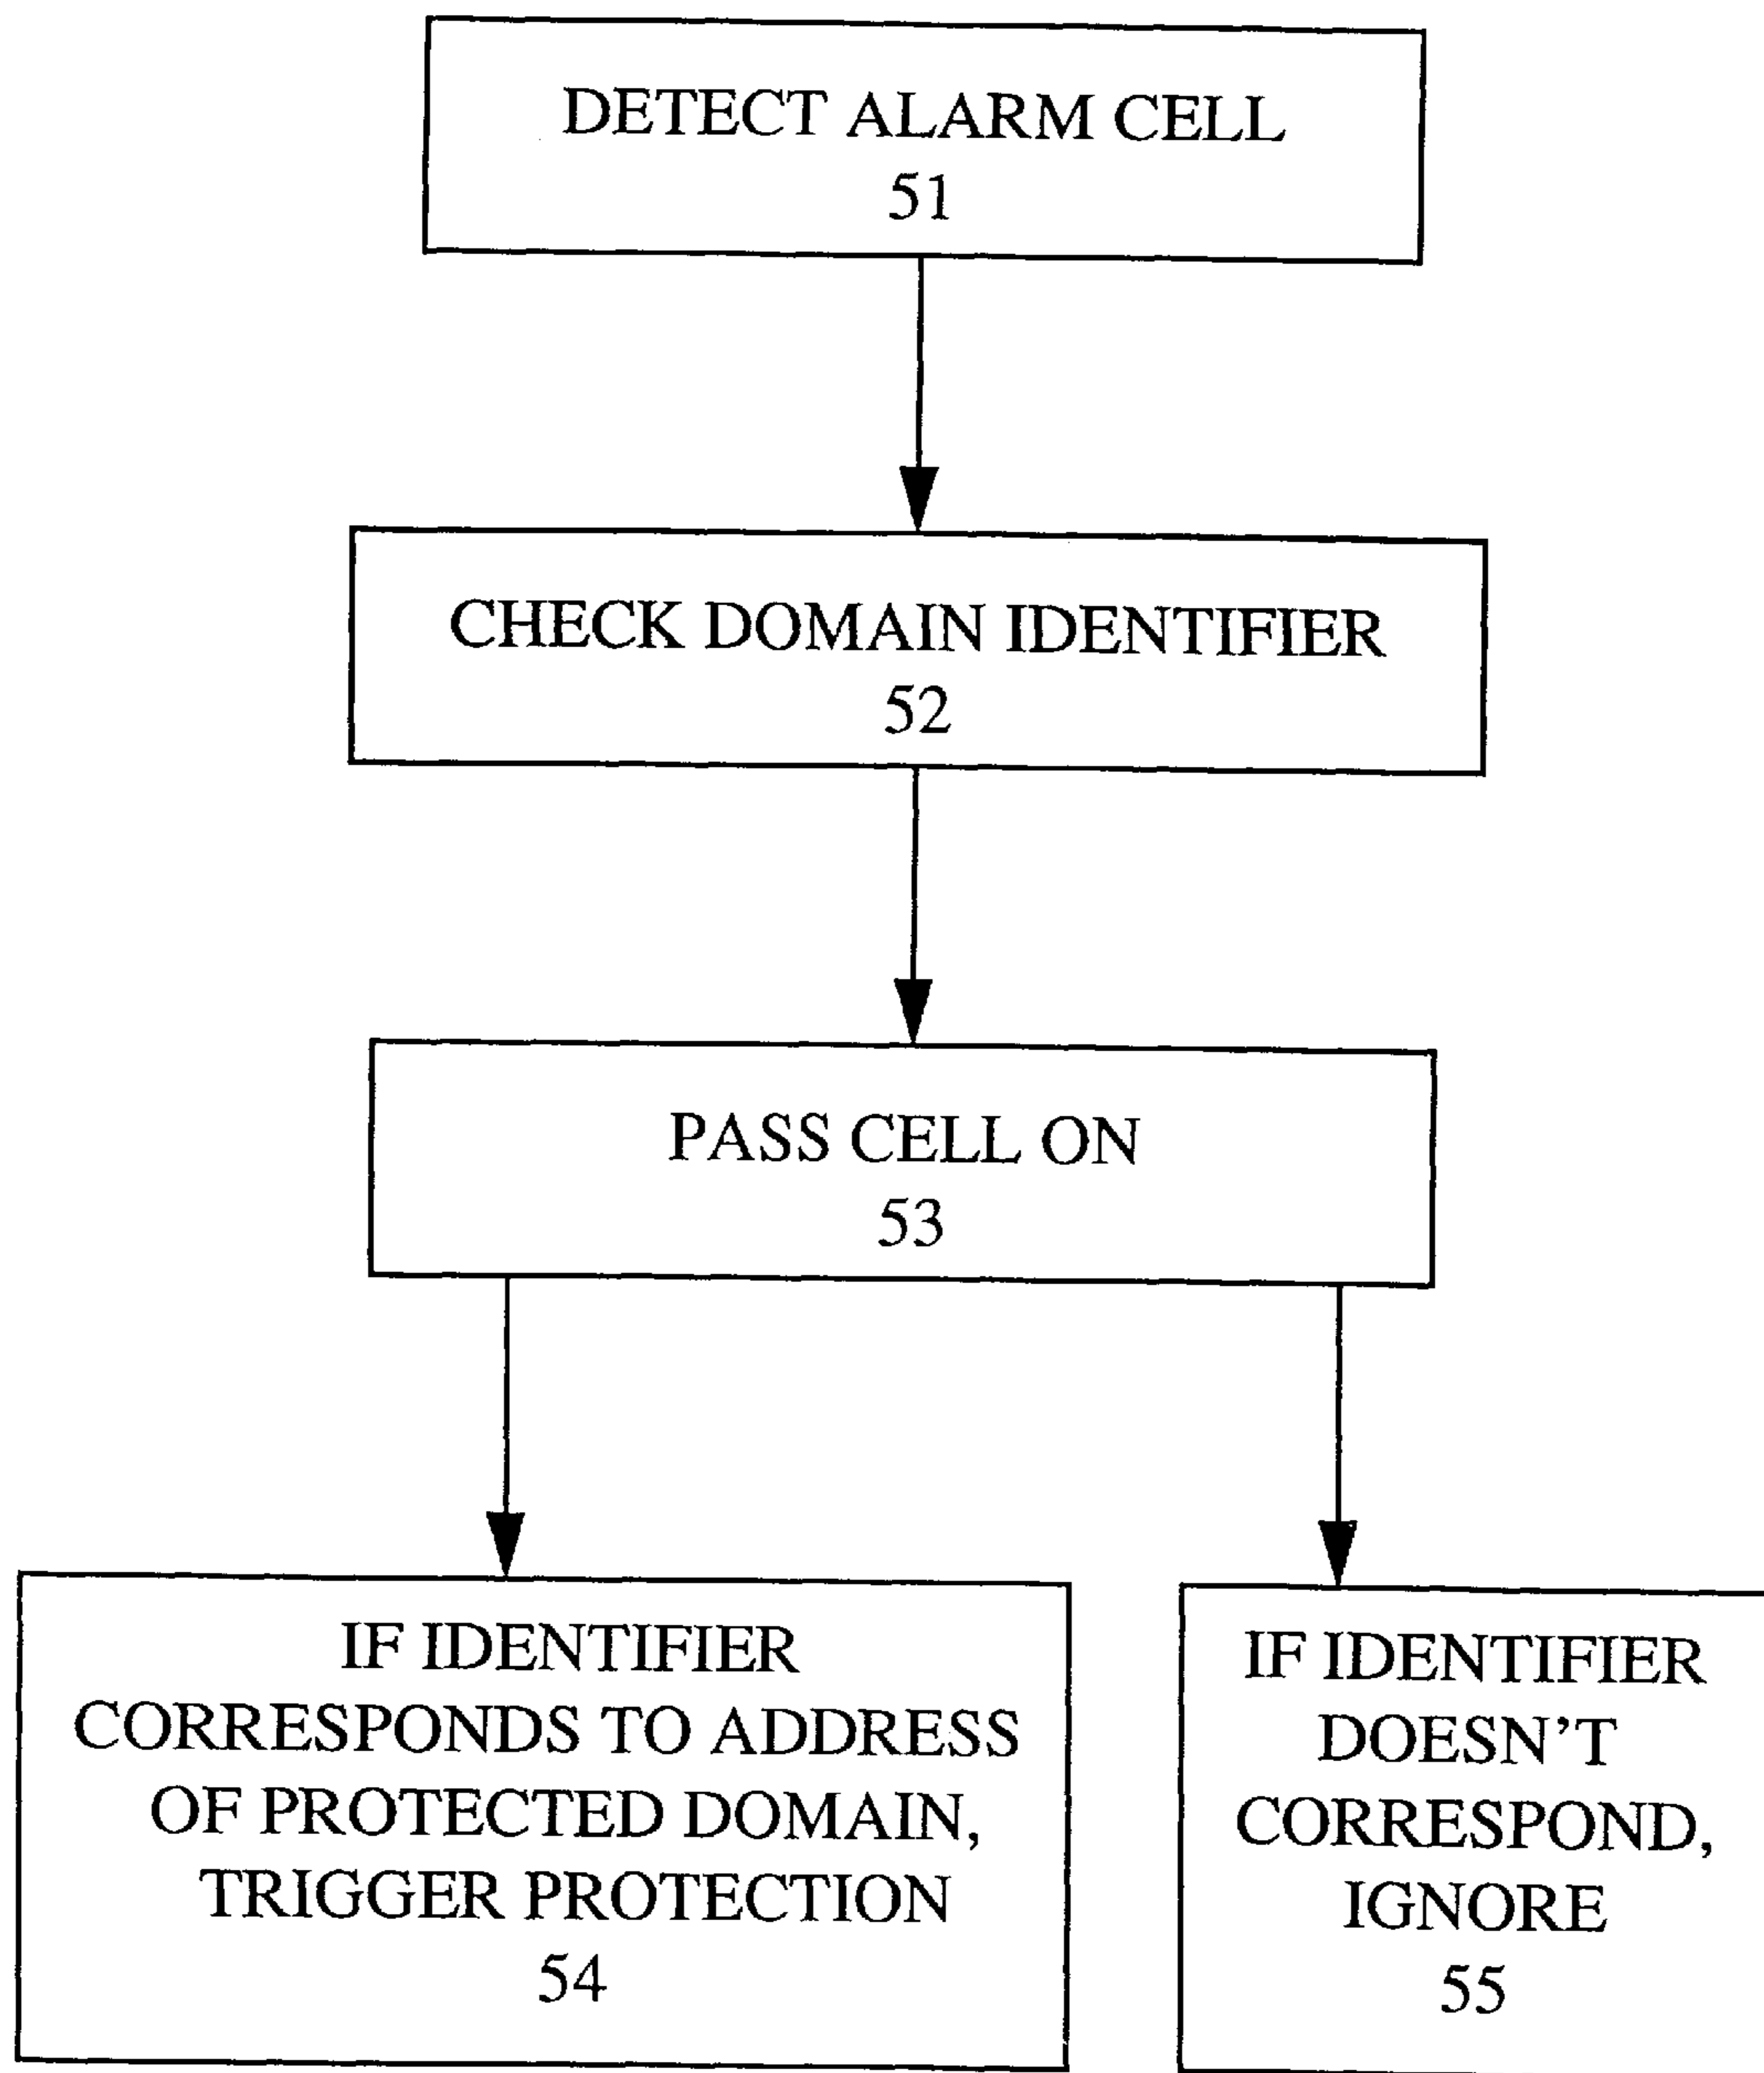 DETECT ALARM CELL
51
CHECK DOMAIN IDENTIFIER
52
PASS CELL ON
53
IF IDENTIFIER
CORRESPONDS TO ADDRESS
OF PROTECTED DOMAIN,
TRIGGER PROTECTION
54
IF IDENTIFIER
DOESN'T
CORRESPOND,
IGNORE
55